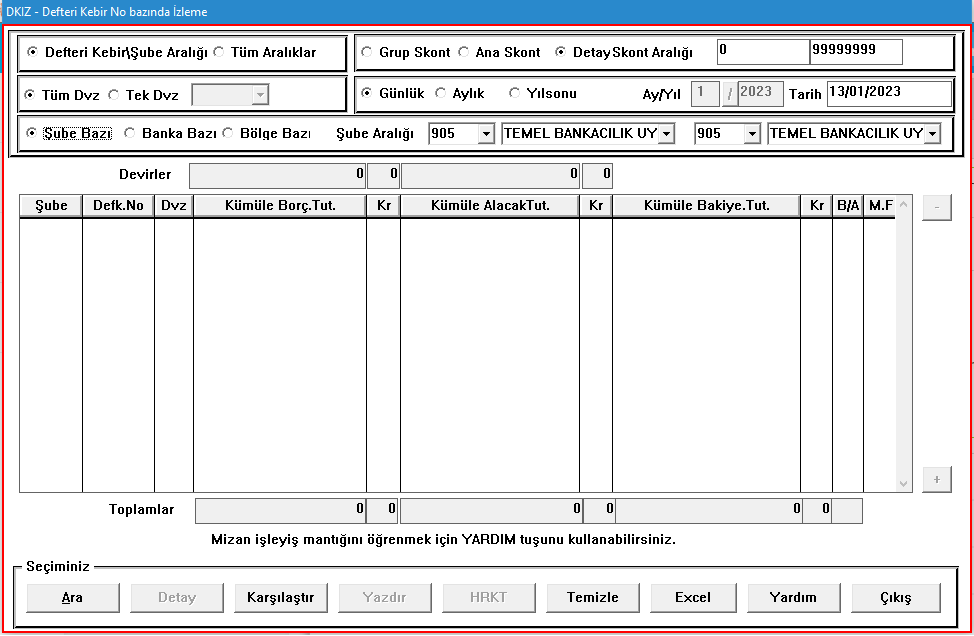 DKIZ - Defteri Kebir No bazında İzleme
Defteri Kebir\Şube Aralığı Tüm Aralıklar Grup Skont Ana Skont Detay Skont Aralığı 0 99999999
Tüm Dvz Tek Dvz Günlük Aylık Yılsonu Ay/Yıl 1 / 2023 Tarih 13/01/2023
Şube Bazı Banka Bazı Bölge Bazı Şube Aralığı 905 TEMEL BANKACILIK UY 905 TEMEL BANKACILIK UY
Devirler 0 0 0 0
Şube Defk.No Dvz Kümüle Borç.Tut. Kr Kümüle AlacakTut. Kr Kümüle Bakiye.Tut. Kr B/A M.F
-
+
Toplamlar 0 0 0 0 0 0
Mizan işleyiş mantığını öğrenmek için YARDIM tuşunu kullanabilirsiniz.
Seçiminiz
Ara Detay Karşılaştır Yazdır HRKT Temizle Excel Yardım Çıkış